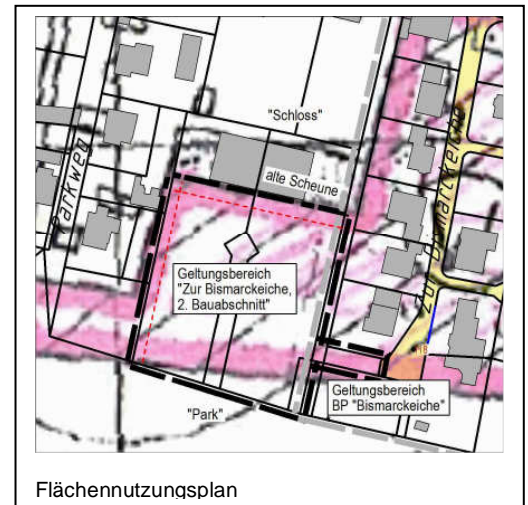 "Schloss"
alte Scheune
Parkweg
Zur Bismarckeiche
Geltungsbereich
"Zur Bismarckeiche,
2. Bauabschnitt"
Geltungsbereich
BP "Bismarckeiche"
"Park"
Flächennutzungsplan